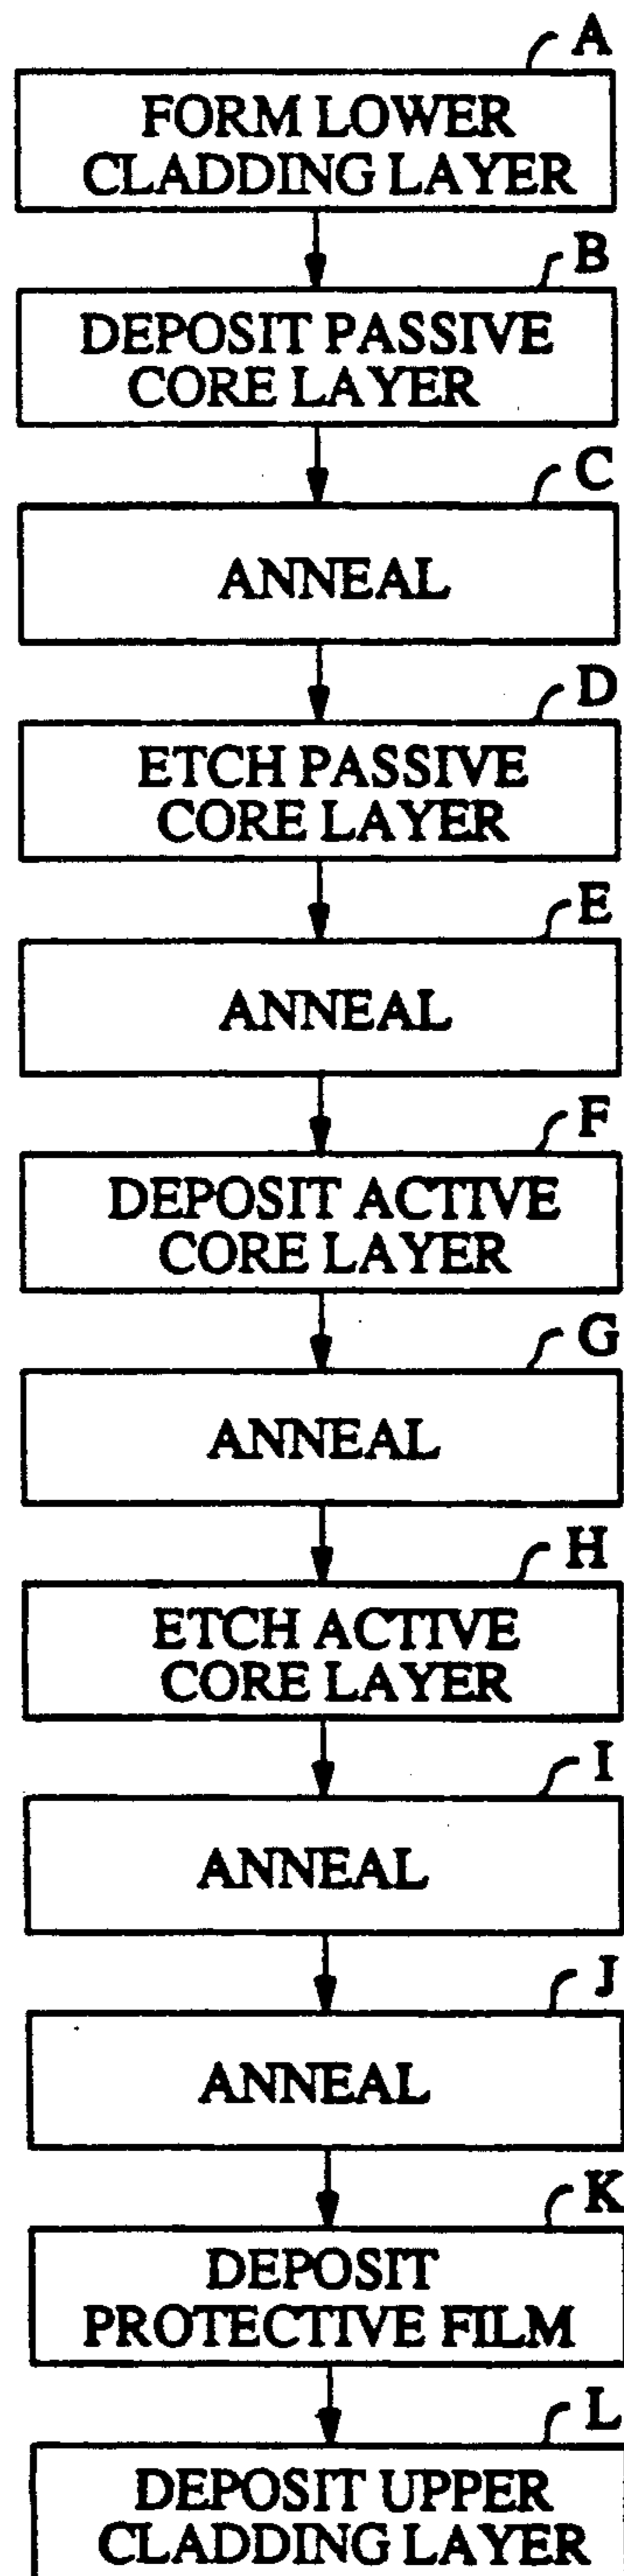 A
FORM LOWER
CLADDING LAYER
B
DEPOSIT PASSIVE
CORE LAYER
C
ANNEAL
D
ETCH PASSIVE
CORE LAYER
E
ANNEAL
F
DEPOSIT ACTIVE
CORE LAYER
G
ANNEAL
H
ETCH ACTIVE
CORE LAYER
I
ANNEAL
J
ANNEAL
K
DEPOSIT
PROTECTIVE FILM
L
DEPOSIT UPPER
CLADDING LAYER